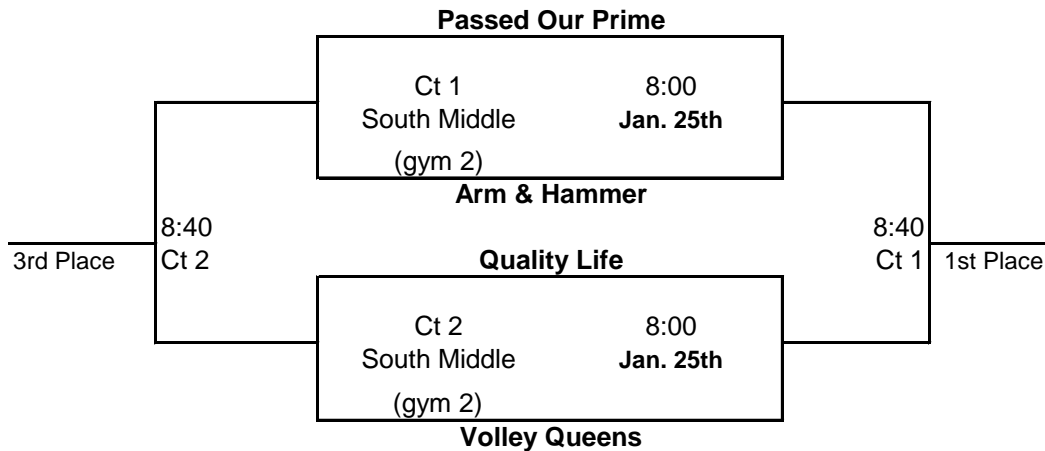 Passed Our Prime
Ct 1 8:00
South Middle Jan. 25th
(gym 2)
Arm & Hammer
8:40 8:40
3rd Place Ct 2 Quality Life Ct 1 1st Place
Ct 2 8:00
South Middle Jan. 25th
(gym 2)
Volley Queens